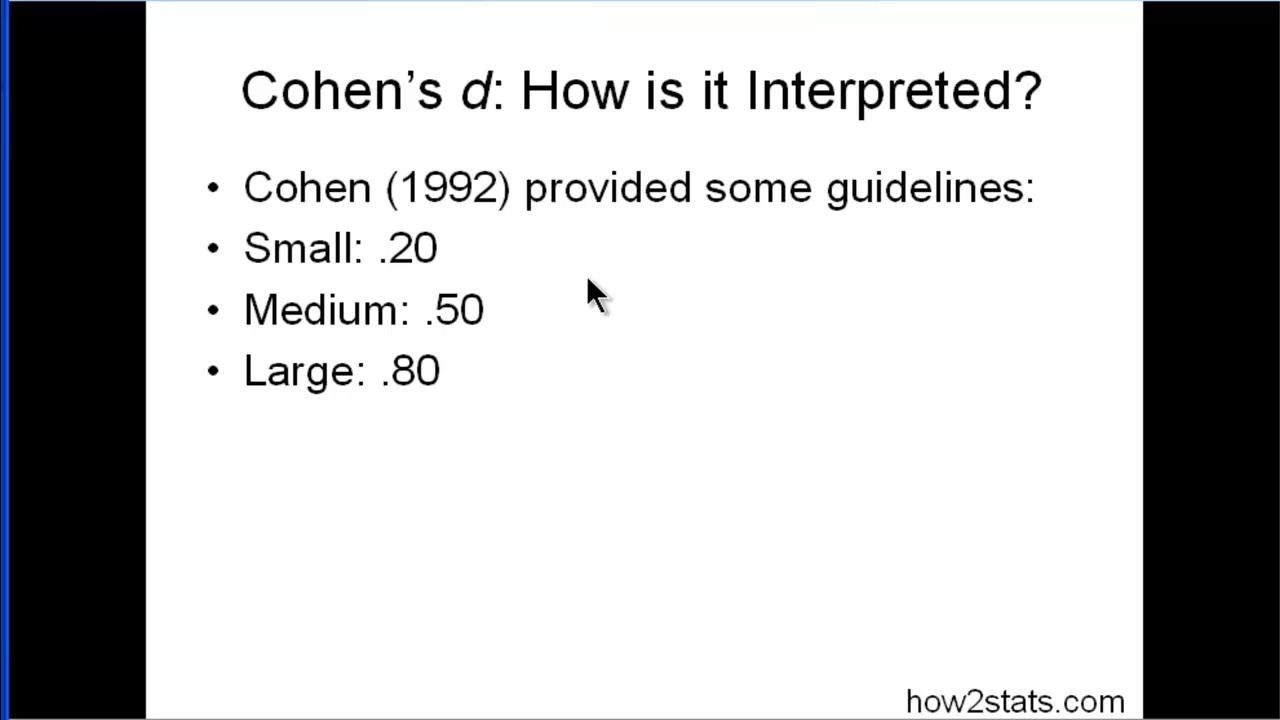 Cohen’s d: How is it Interpreted?
• Cohen (1992) provided some guidelines:
• Small: .20
• Medium: .50
• Large: .80
how2stats.com